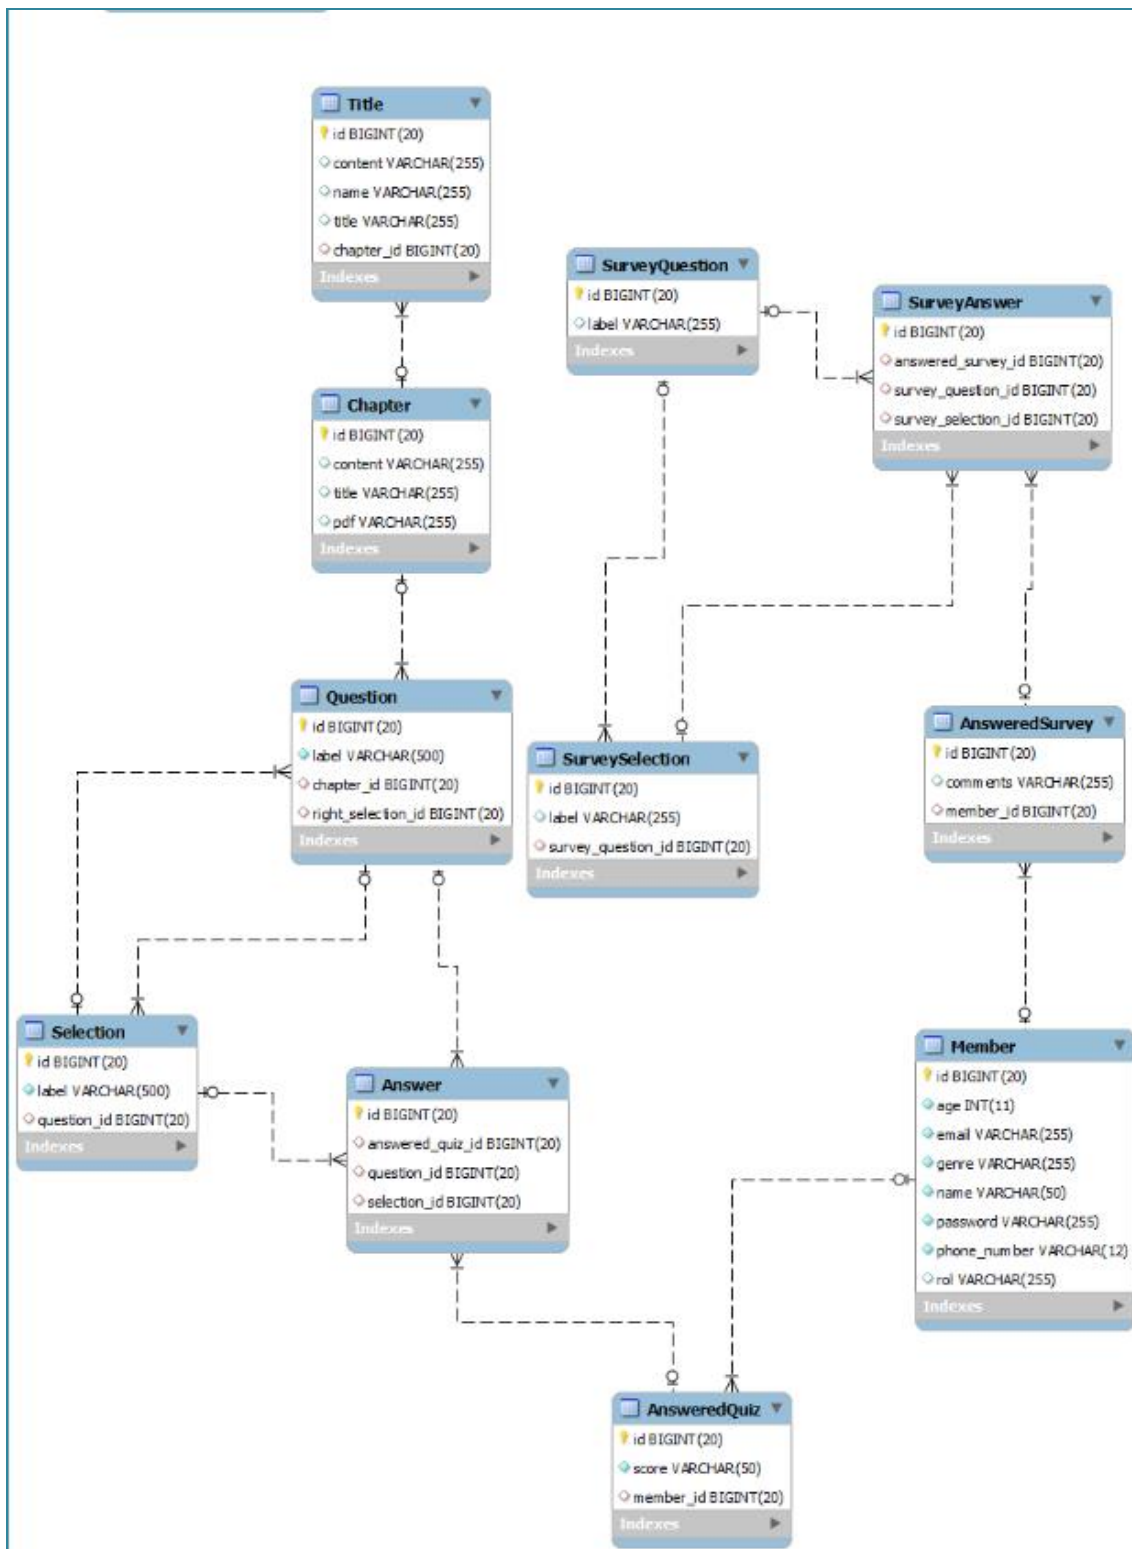 Title
id BIGINT(20)
content VARCHAR(255)
name VARCHAR(255)
title VARCHAR(255)
chapter_id BIGINT(20)
Indexes
SurveyQuestion
id BIGINT(20)
label VARCHAR(255)
Indexes
SurveyAnswer
id BIGINT(20)
answered_survey_id BIGINT(20)
survey_question_id BIGINT(20)
survey_selection_id BIGINT(20)
Indexes
Chapter
id BIGINT(20)
content VARCHAR(255)
title VARCHAR(255)
pdf VARCHAR(255)
Indexes
Question
id BIGINT(20)
label VARCHAR(500)
chapter_id BIGINT(20)
right_selection_id BIGINT(20)
Indexes
SurveySelection
id BIGINT(20)
label VARCHAR(255)
survey_question_id BIGINT(20)
Indexes
AnsweredSurvey
id BIGINT(20)
comments VARCHAR(255)
member_id BIGINT(20)
Indexes
Selection
id BIGINT(20)
label VARCHAR(500)
question_id BIGINT(20)
Indexes
Answer
id BIGINT(20)
answered_quiz_id BIGINT(20)
question_id BIGINT(20)
selection_id BIGINT(20)
Indexes
Member
id BIGINT(20)
age INT(11)
email VARCHAR(255)
genre VARCHAR(255)
name VARCHAR(50)
password VARCHAR(255)
phone_number VARCHAR(12)
rol VARCHAR(255)
Indexes
AnsweredQuiz
id BIGINT(20)
score VARCHAR(50)
member_id BIGINT(20)
Indexes